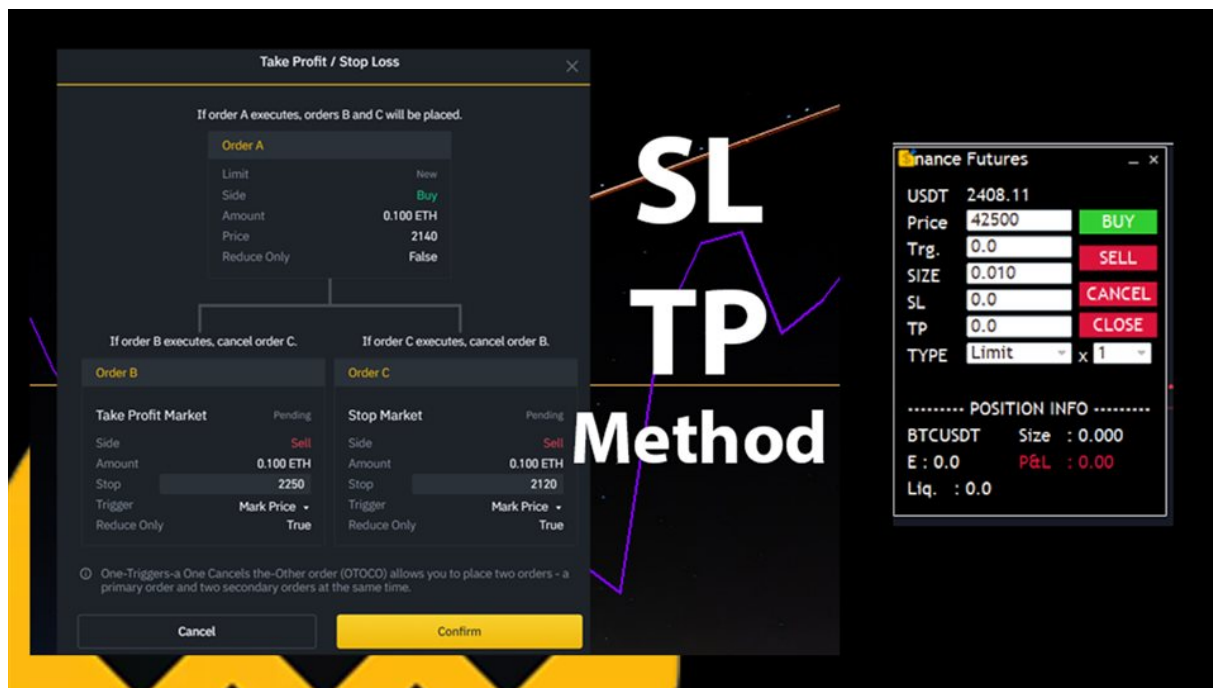 Take Profit / Stop Loss
If order A executes, orders B and C will be placed.
Order A
Limit New
Side Buy
Amount 0.100 ETH
Price 2140
Reduce Only False
If order B executes, cancel order C.
Order B
Take Profit Market Pending
Side Sell
Amount 0.100 ETH
Stop 2250
Trigger Mark Price
Reduce Only True
If order C executes, cancel order B.
Order C
Stop Market Pending
Side Sell
Amount 0.100 ETH
Stop 2120
Trigger Mark Price
Reduce Only True
One-Triggers-a One Cancels the-Other order (OTOCO) allows you to place two orders - a
primary order and two secondary orders at the same time.
Cancel Confirm
SL
TP
Method
inance Futures
USDT 2408.11
Price 42500 BUY
Trg. 0.0 SELL
SIZE 0.010
SL 0.0 CANCEL
TP 0.0 CLOSE
TYPE Limit x 1
--------- POSITION INFO ---------
BTCUSDT Size : 0.000
E : 0.0 P&L : 0.00
Liq. : 0.0